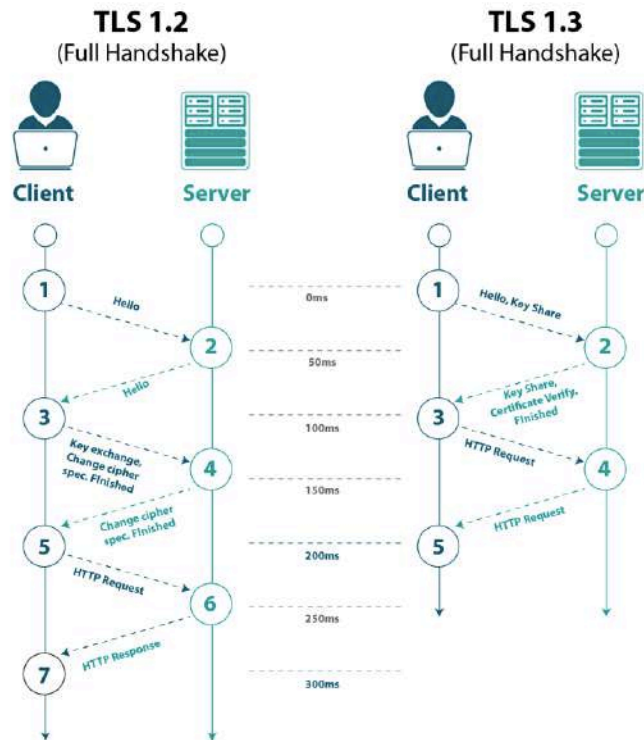 TLS 1.2
(Full Handshake)
Client
Server
1
Hello
2
Hello
3
Key exchange,
Change cipher
spec. FInished
4
Change cipher
spec. FInished
5
HTTP Request
6
HTTP Response
7
0ms
50ms
100ms
150ms
200ms
250ms
300ms
TLS 1.3
(Full Handshake)
Client
Server
1
Hello, Key Share
2
Key Share,
Certificate Verify,
FInished
3
HTTP Request
4
HTTP Request
5